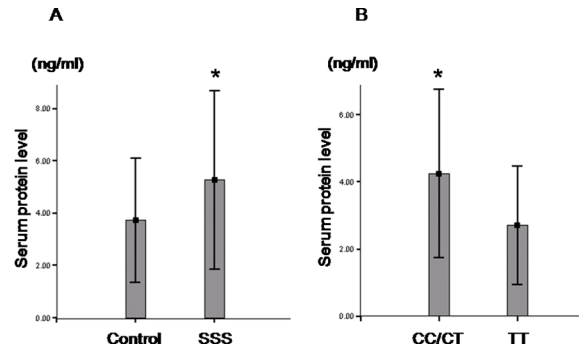 A
B
(ng/ml)
(ng/ml)
*
*
8.00
6.00
4.00
2.00
0.00
Serum protein level
Control
SSS
6.00
4.00
2.00
0.00
Serum protein level
CC/CT
TT